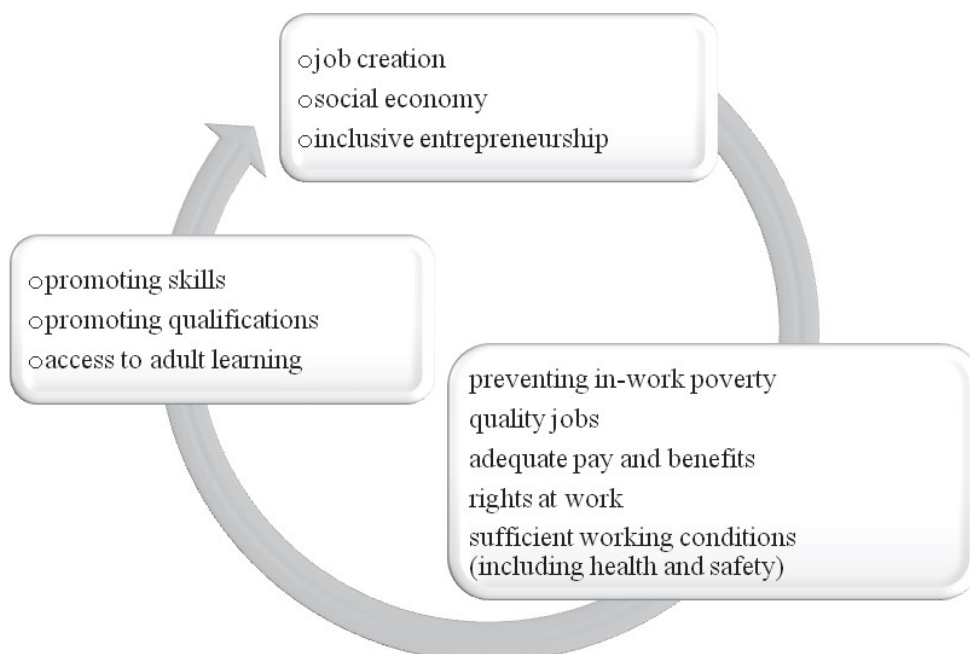 ○job creation
○social economy
○inclusive entrepreneurship
○promoting skills
○promoting qualifications
○access to adult learning
preventing in-work poverty
quality jobs
adequate pay and benefits
rights at work
sufficient working conditions
(including health and safety)